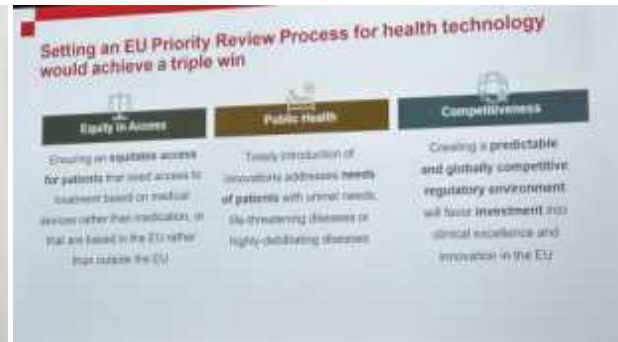 Setting an EU Priority Review Process for health technology
would achieve a triple win
Equity in Access
Ensuring an equitable access
for patients that need access to
treatment based on medical
devices rather than medication, or
that are based in the EU rather
than outside the EU
Public Health
Timely introduction of
innovations addresses needs
of patients with unmet needs,
life-threatening diseases or
highly-debilitating diseases
Competitiveness
Creating a predictable
and globally competitive
regulatory environment
will favor investment into
clinical excellence and
innovation in the EU